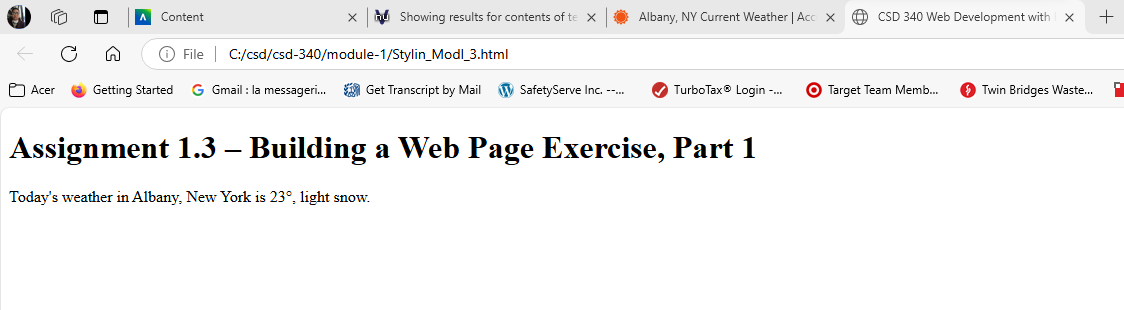 Content
Showing results for contents of te
Albany, NY Current Weather | Acc
CSD 340 Web Development with
File
C:/csd/csd-340/module-1/Stylin_Modl_3.html
Acer
Getting Started
Gmail : la messageri...
Get Transcript by Mail
SafetyServe Inc. --...
TurboTax® Login -...
Target Team Memb...
Twin Bridges Waste...
Assignment 1.3 – Building a Web Page Exercise, Part 1
Today's weather in Albany, New York is 23°, light snow.